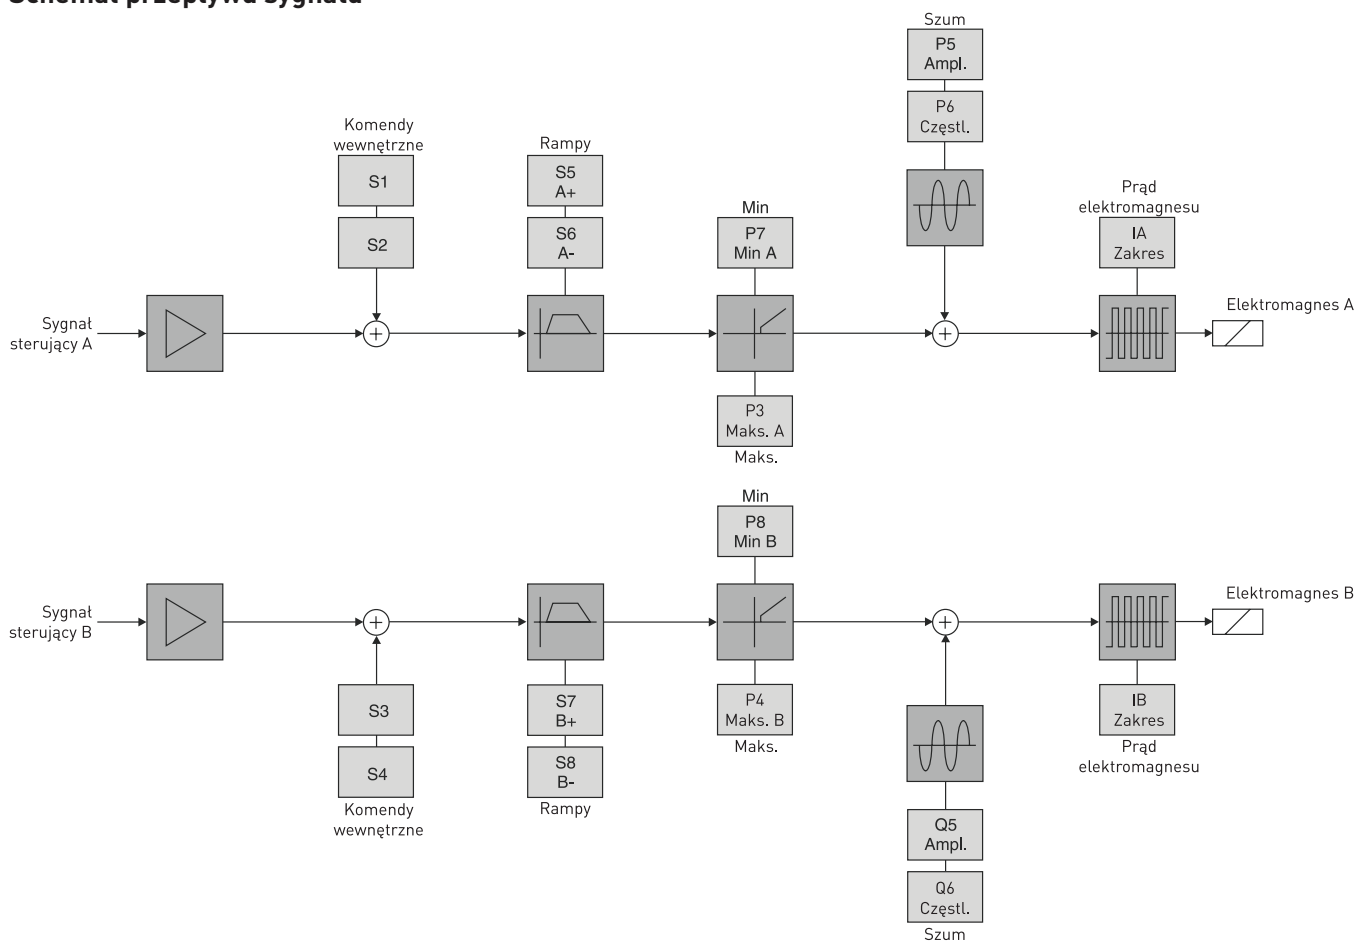 Schemat przepływu sygnału
Szum
P5
Ampl.
P6
Częstl.
Komendy
wewnętrzne
S1
S2
Rampy
S5
A+
S6
A-
Min
P7
Min A
Prąd
elektromagnesu
IA
Zakres
Sygnał
sterujący A
Elektromagnes A
P3
Maks. A
Maks.
Min
P8
Min B
Sygnał
sterujący B
Elektromagnes B
S3
S4
Komendy
wewnętrzne
S7
B+
S8
B-
Rampy
P4
Maks. B
Maks.
IB
Zakres
Prąd
elektromagnesu
Q5
Ampl.
Q6
Częstl.
Szum